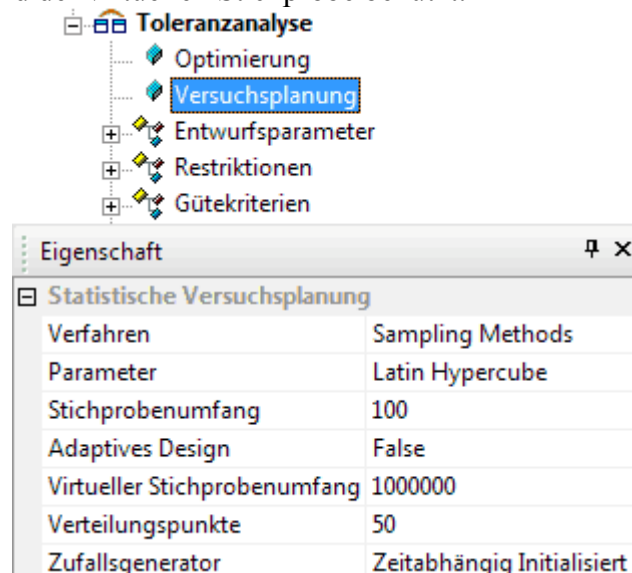 Toleranzanalyse
Optimierung
Versuchsplanung
Entwurfsparameter
Restriktionen
Gütekriterien
Eigenschaft
Statistische Versuchsplanung
Verfahren Sampling Methods
Parameter Latin Hypercube
Stichprobenumfang 100
Adaptives Design False
Virtueller Stichprobenumfang 1000000
Verteilungspunkte 50
Zufallsgenerator Zeitabhängig Initialisiert